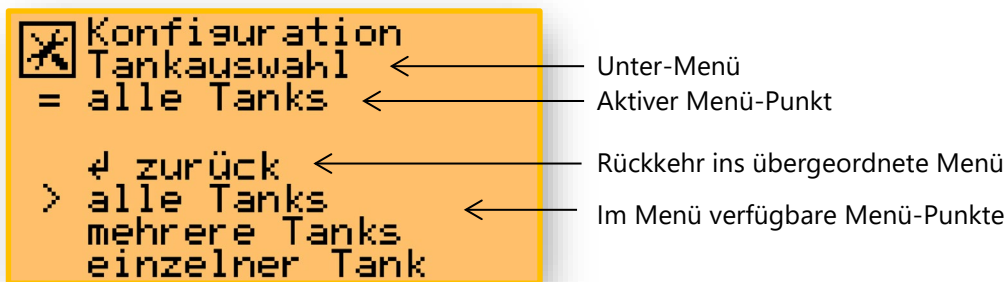 Konfiguration
Tankauswahl
= alle Tanks
↲ zurück
> alle Tanks
mehrere Tanks
einzelner Tank
Unter-Menü
Aktiver Menü-Punkt
Rückkehr ins übergeordnete Menü
Im Menü verfügbare Menü-Punkte